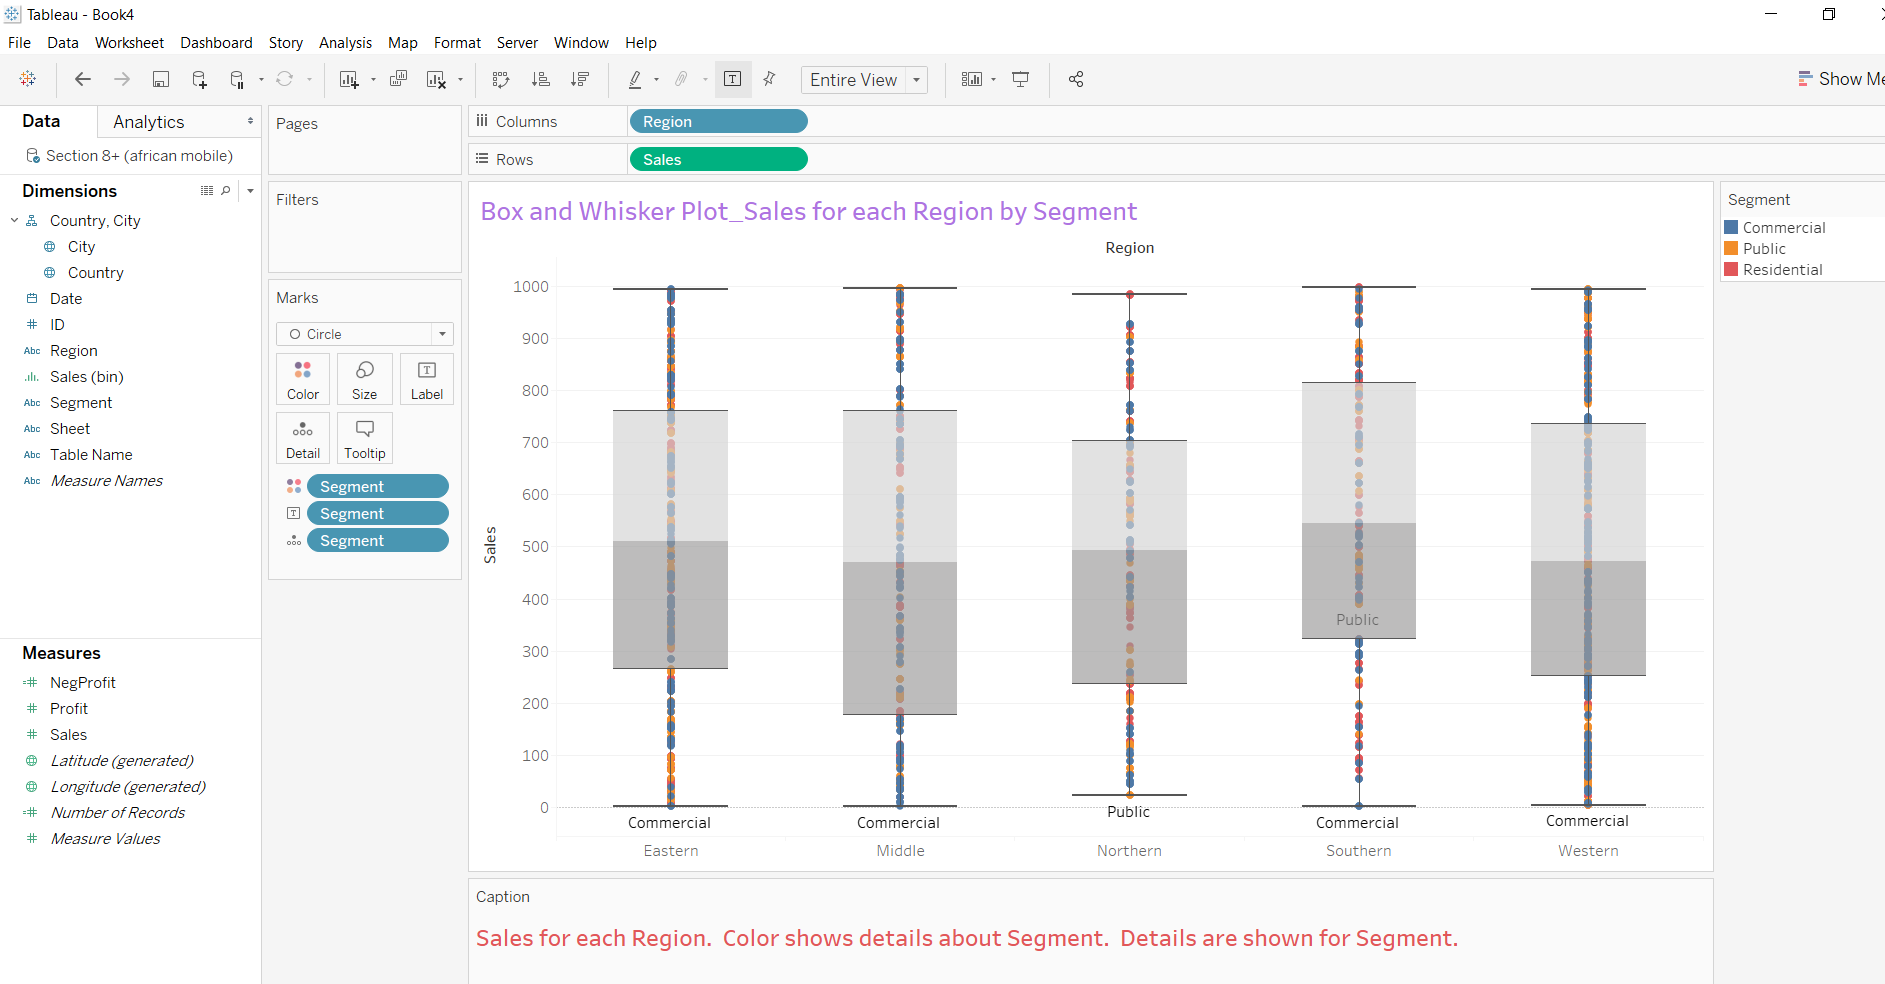 Tableau - Book4
File Data Worksheet Dashboard Story Analysis Map Format Server Window Help
Entire View
Show Me
Data Analytics
Section 8+ (african mobile)
Dimensions
Country, City
City
Country
Date
ID
Abc Region
Sales (bin)
Abc Segment
Abc Sheet
Abc Table Name
Abc Measure Names
Measures
NegProfit
Profit
Sales
Latitude (generated)
Longitude (generated)
Number of Records
Measure Values
Pages
Filters
Marks
Circle
Color Size Label
Detail Tooltip
Segment
Segment
Segment
Columns Region
Rows Sales
Box and Whisker Plot_Sales for each Region by Segment
Region
Sales
1000
900
800
700
600
500
400
300
200
100
0
Public
Commercial Commercial Public Commercial Commercial
Eastern Middle Northern Southern Western
Segment
Commercial
Public
Residential
Caption
Sales for each Region. Color shows details about Segment. Details are shown for Segment.